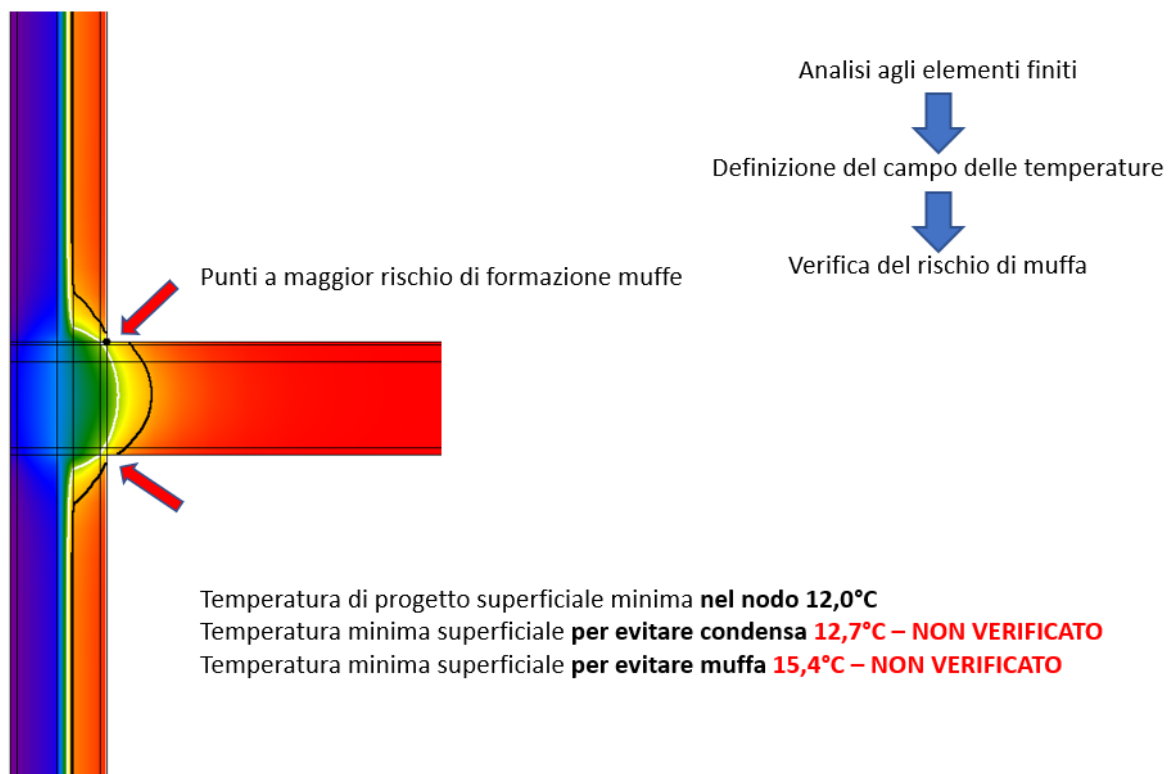 Analisi agli elementi finiti
Definizione del campo delle temperature
Verifica del rischio di muffa
Punti a maggior rischio di formazione muffe
Temperatura di progetto superficiale minima nel nodo 12,0°C
Temperatura minima superficiale per evitare condensa 12,7°C – NON VERIFICATO
Temperatura minima superficiale per evitare muffa 15,4°C – NON VERIFICATO